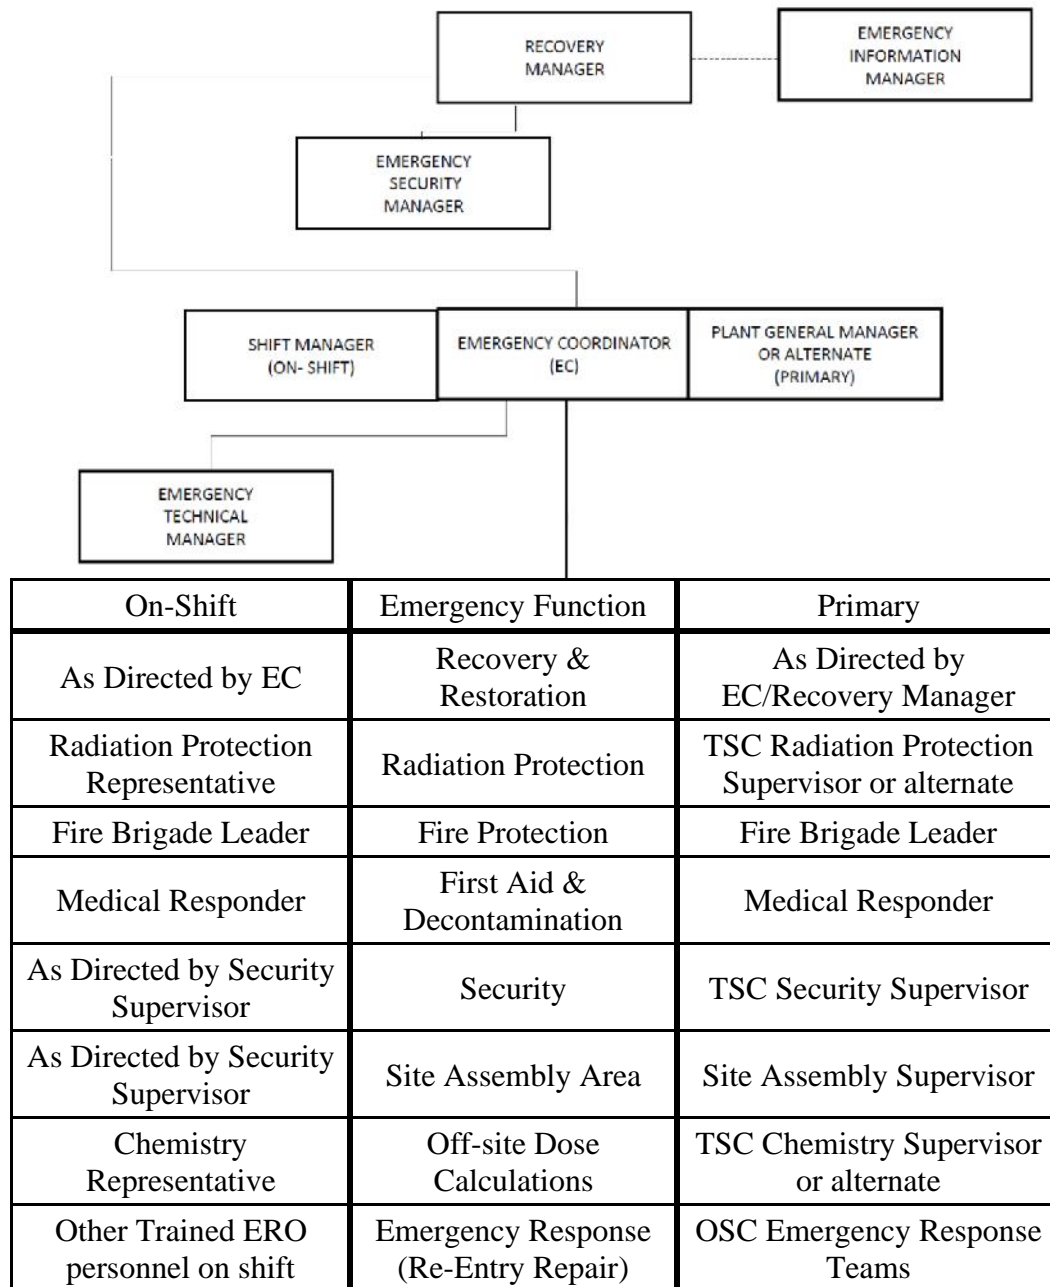 RECOVERY
MANAGER
EMERGENCY
INFORMATION
MANAGER
EMERGENCY
SECURITY
MANAGER
SHIFT MANAGER
(ON- SHIFT)
EMERGENCY COORDINATOR
(EC)
PLANT GENERAL MANAGER
OR ALTERNATE
(PRIMARY)
EMERGENCY
TECHNICAL
MANAGER
On-Shift
Emergency Function
Primary
As Directed by EC
Recovery &
Restoration
As Directed by
EC/Recovery Manager
Radiation Protection
Representative
Radiation Protection
TSC Radiation Protection
Supervisor or alternate
Fire Brigade Leader
Fire Protection
Fire Brigade Leader
Medical Responder
First Aid &
Decontamination
Medical Responder
As Directed by Security
Supervisor
Security
TSC Security Supervisor
As Directed by Security
Supervisor
Site Assembly Area
Site Assembly Supervisor
Chemistry
Representative
Off-site Dose
Calculations
TSC Chemistry Supervisor
or alternate
Other Trained ERO
personnel on shift
Emergency Response
(Re-Entry Repair)
OSC Emergency Response
Teams